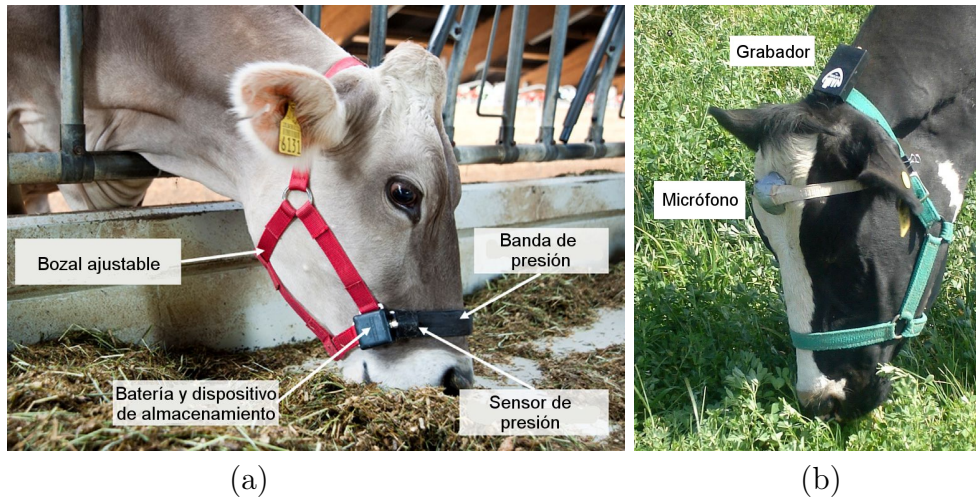 Grabador
Micrófono
6131
Bozal ajustable
Banda de
presión
Batería y dispositivo
de almacenamiento
Sensor de
presión
(a)
(b)